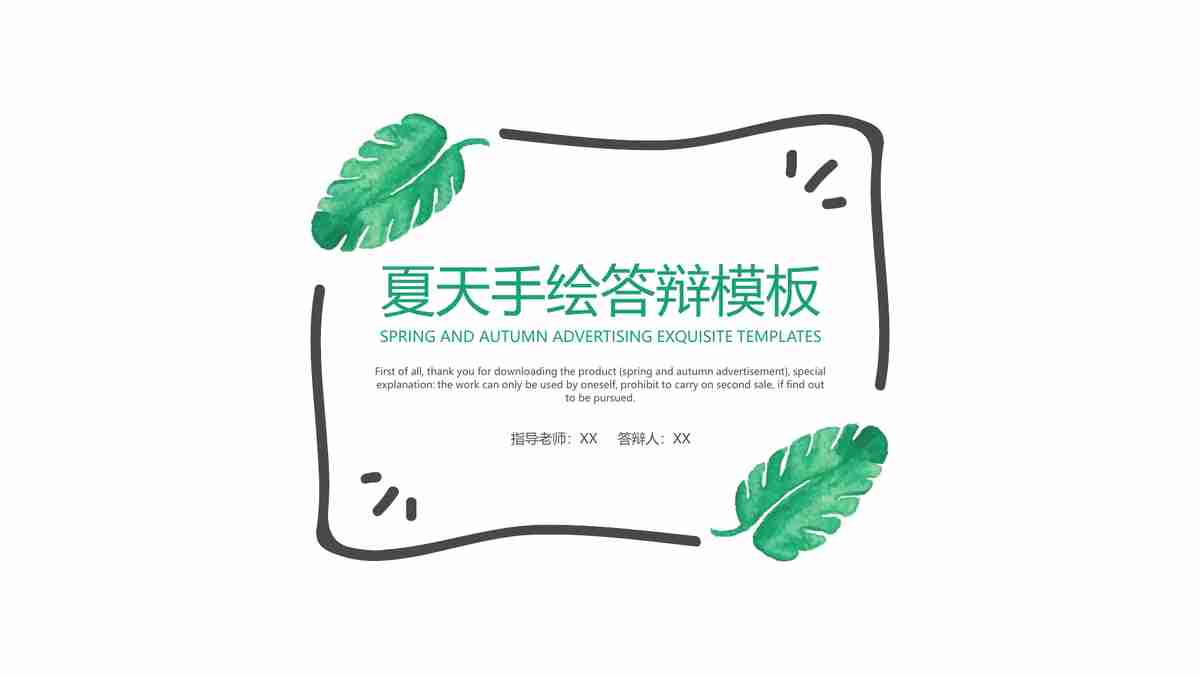 夏天手绘答辩模板
SPRING AND AUTUMN ADVERTISING EXQUISITE TEMPLATES
First of all, thank you for downloading the product (spring and autumn advertisement), special
explanation: the work can only be used by oneself, prohibit to carry on second sale, if find out
to be pursued.
指导老师：XX 答辩人：XX